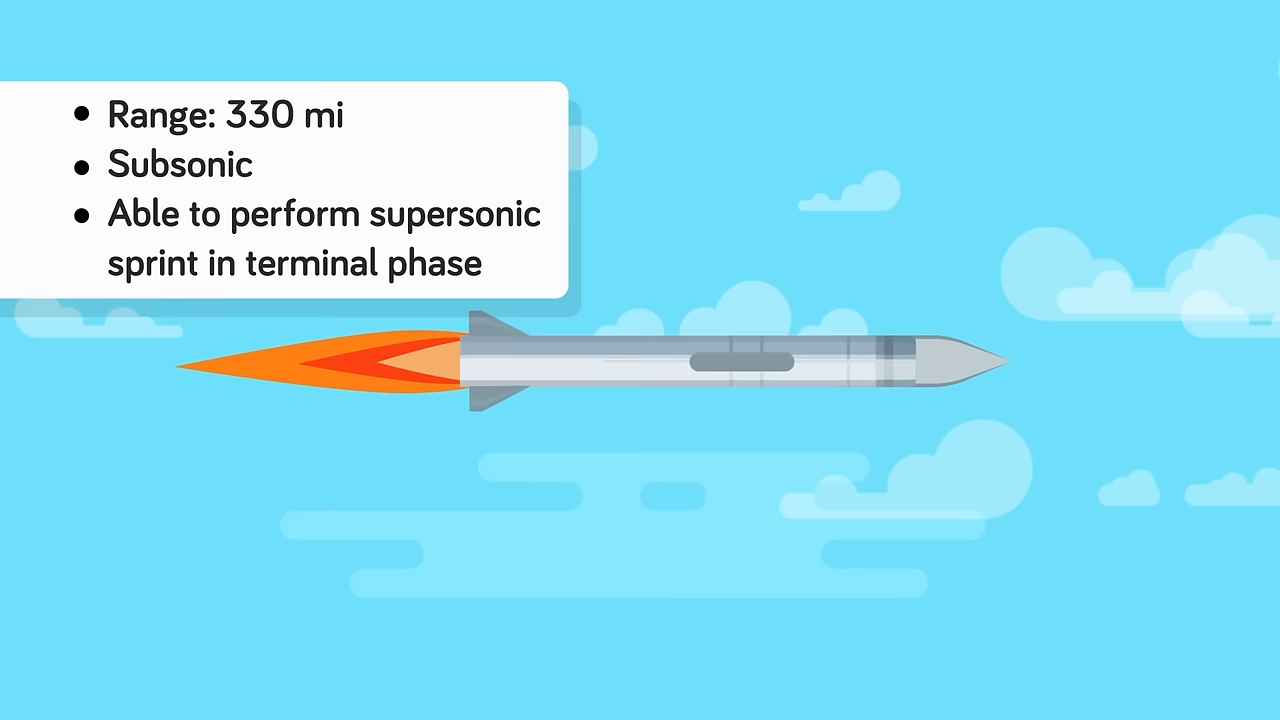 • Range: 330 mi
• Subsonic
• Able to perform supersonic
sprint in terminal phase